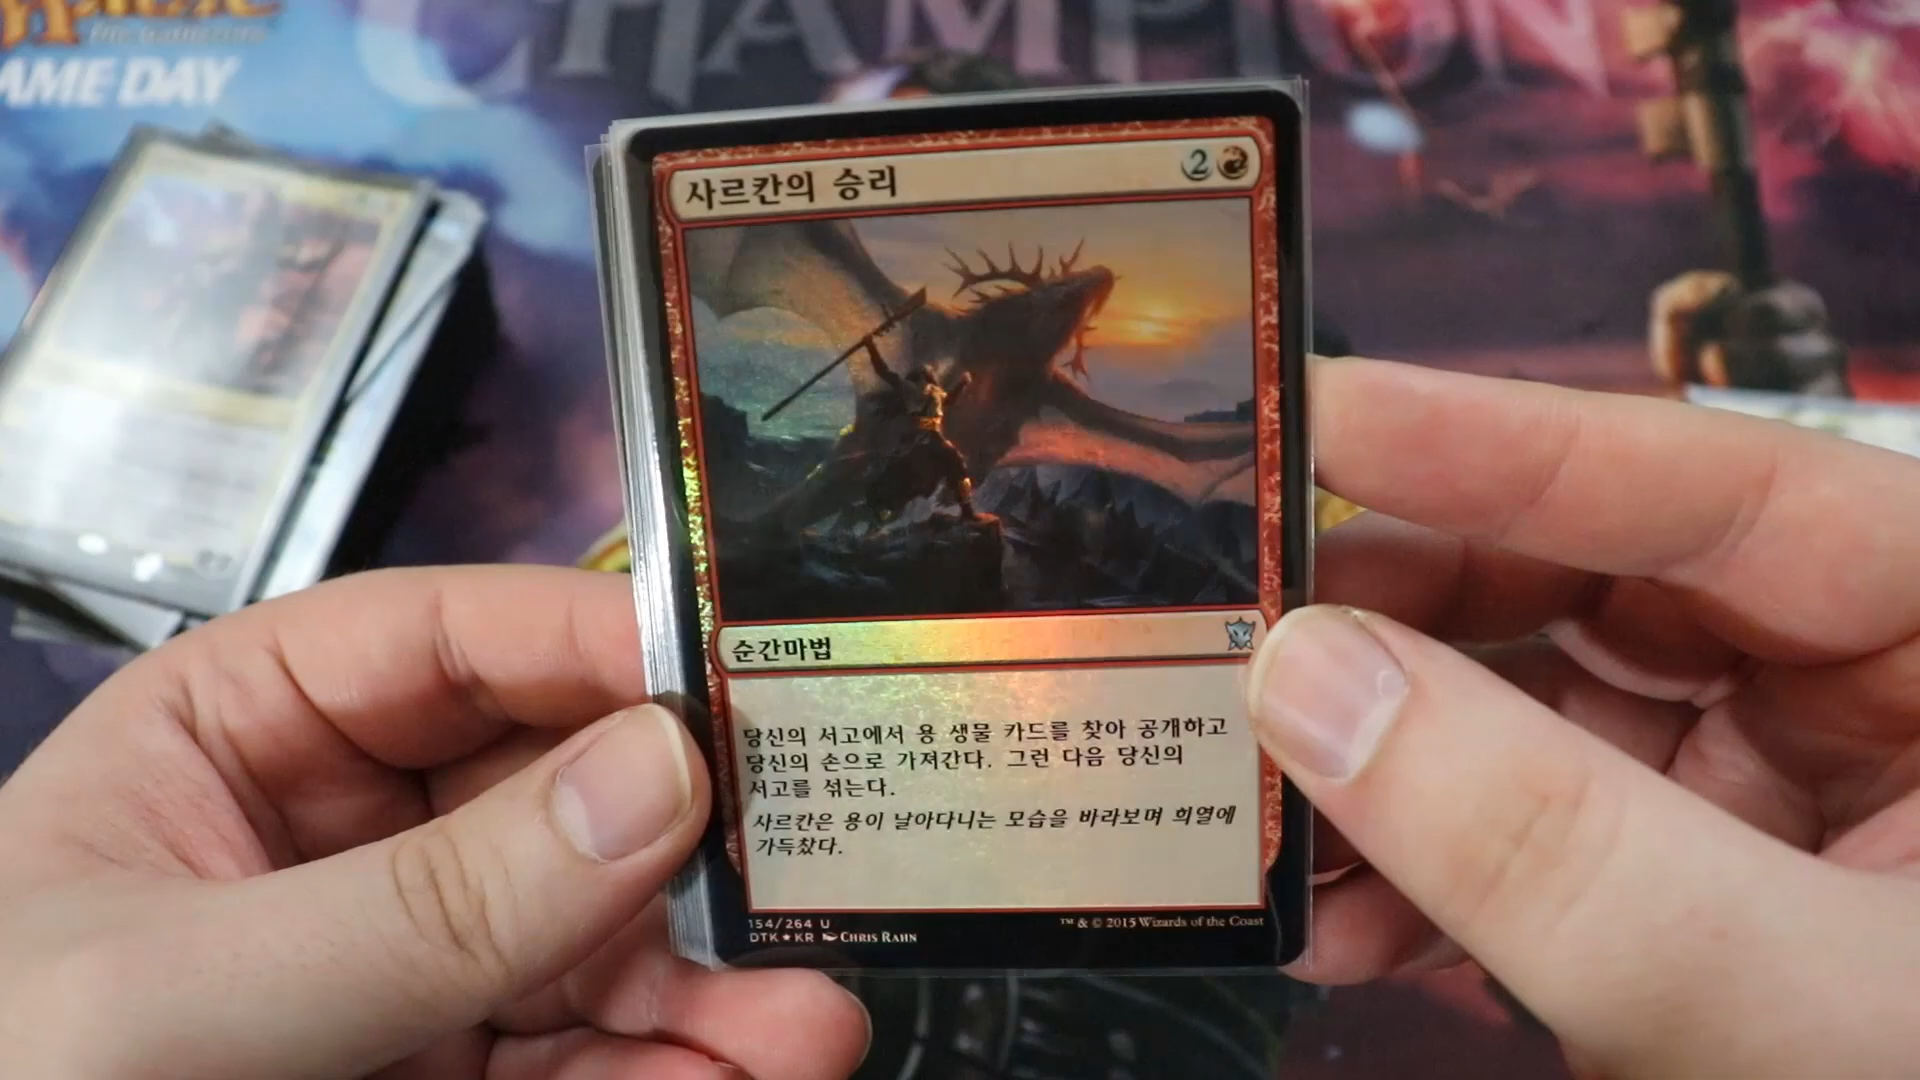 CHAMPION
GAME DAY
사르칸의 승리
2
순간마법
당신의 서고에서 용 생물 카드를 찾아 공개하고
당신의 손으로 가져간다. 그런 다음 당신의
서고를 섞는다.
사르칸은 용이 날아다니는 모습을 바라보며 희열에
가득찼다.
154/264 U
DTK★KR CHRIS RAHN
™ & © 2015 Wizards of the Coast